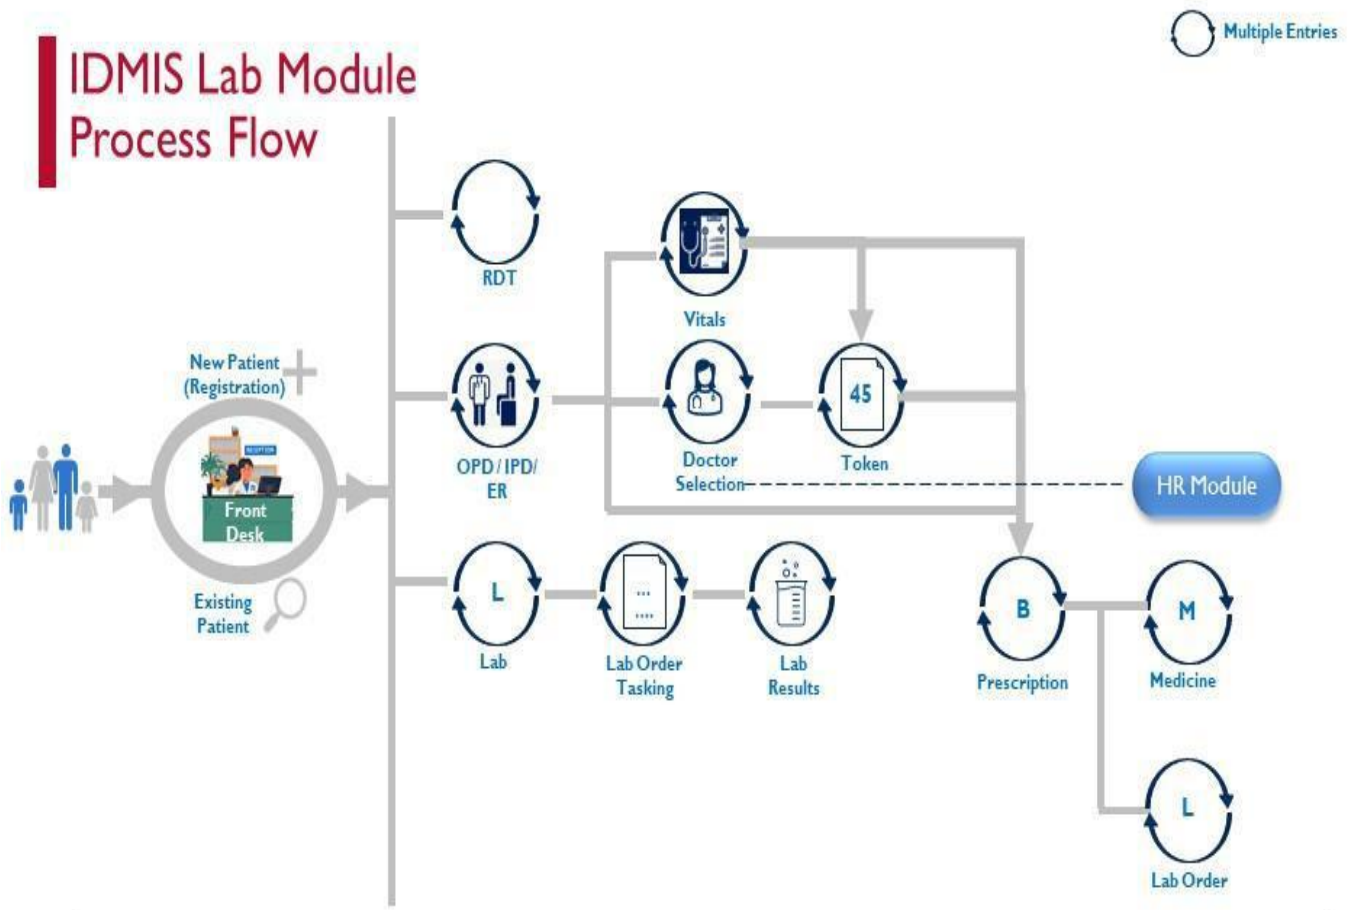 Multiple Entries
IDMIS Lab Module
Process Flow
RDT
Vitals
New Patient
(Registration)
RECEPTION
Front
Desk
Existing
Patient
OPD / IPD/
ER
Doctor
Selection
45
Token
HR Module
L
Lab
...
....
Lab Order
Tasking
Lab
Results
B
Prescription
M
Medicine
L
Lab Order